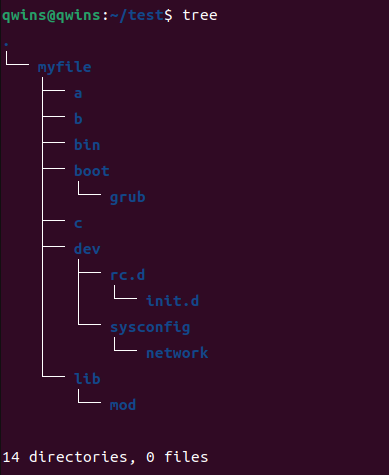 qwins@qwins:~/test$ tree
.
└── myfile
    ├── a
    ├── b
    ├── bin
    ├── boot
    │   └── grub
    ├── c
    ├── dev
    │   ├── rc.d
    │   │   └── init.d
    │   └── sysconfig
    │       └── network
    └── lib
        └── mod
14 directories, 0 files